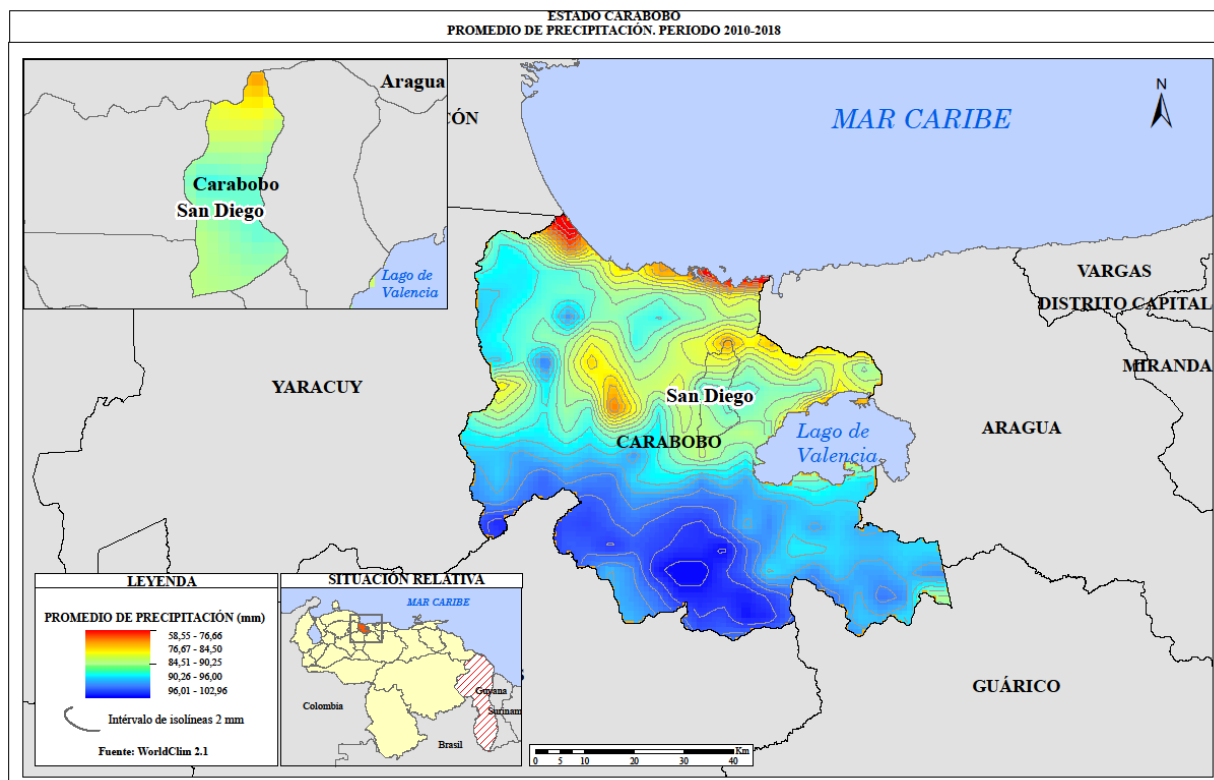 ESTADO CARABOBO
PROMEDIO DE PRECIPITACIÓN. PERIODO 2010-2018
Aragua
Carabobo
San Diego
Lago de
Valencia
CÓN
MAR CARIBE
N
VARGAS
DISTRITO CAPITAL
MIRANDA
YARACUY
San Diego
CARABOBO
Lago de
Valencia
ARAGUA
GUÁRICO
LEYENDA
PROMEDIO DE PRECIPITACIÓN (mm)
58,55 - 76,66
76,67 - 84,50
84,51 - 90,25
90,26 - 96,00
96,01 - 102,96
Intérvalo de isolíneas 2 mm
Fuente: WorldClim 2.1
SITUACIÓN RELATIVA
MAR CARIBE
Guyana
Surinam
Colombia
Brasil
S
Km
0 5 10 20 30 40